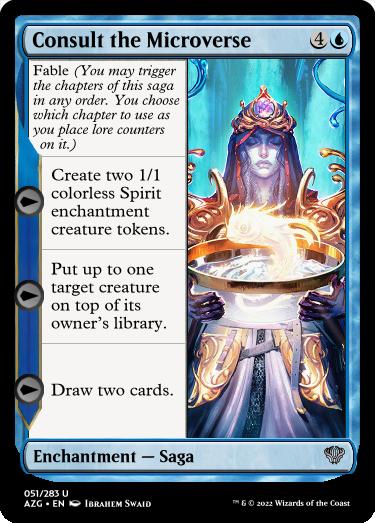 Consult the Microverse
4
Fable (You may trigger
the chapters of this saga
in any order. You choose
which chapter to use as
you place lore counters
on it.)
Create two 1/1
colorless Spirit
enchantment
creature tokens.
Put up to one
target creature
on top of its
owner's library.
Draw two cards.
Enchantment — Saga
051/283 U
AZG • EN Ibrahem Swaid
™ & © 2022 Wizards of the Coast